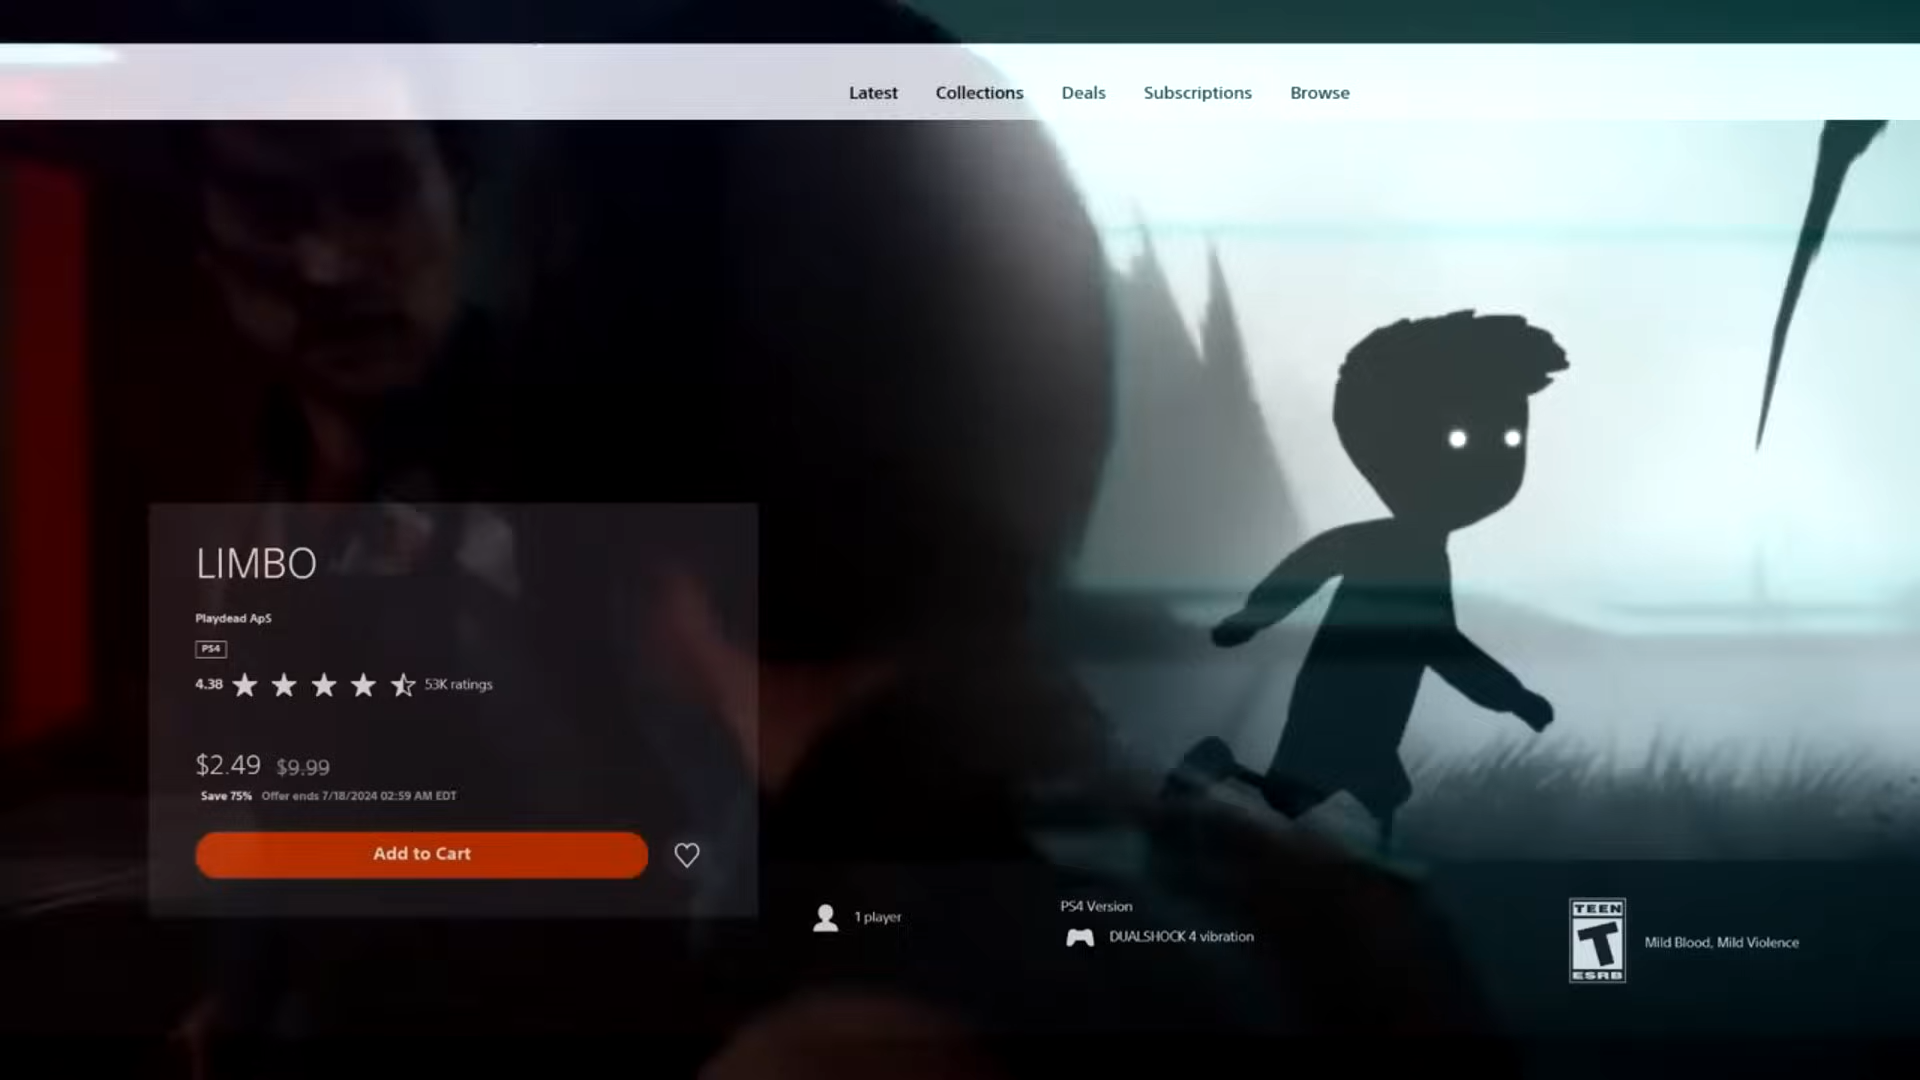 Latest Collections Deals Subscriptions Browse
LIMBO
Playdead ApS
PS4
4.38 53K ratings
$2.49 $9.99
Save 75% Offer ends 7/18/2024 02:59 AM EDT
Add to Cart
1 player
PS4 Version
DUALSHOCK 4 vibration
TEEN
T
ESRB
Mild Blood, Mild Violence